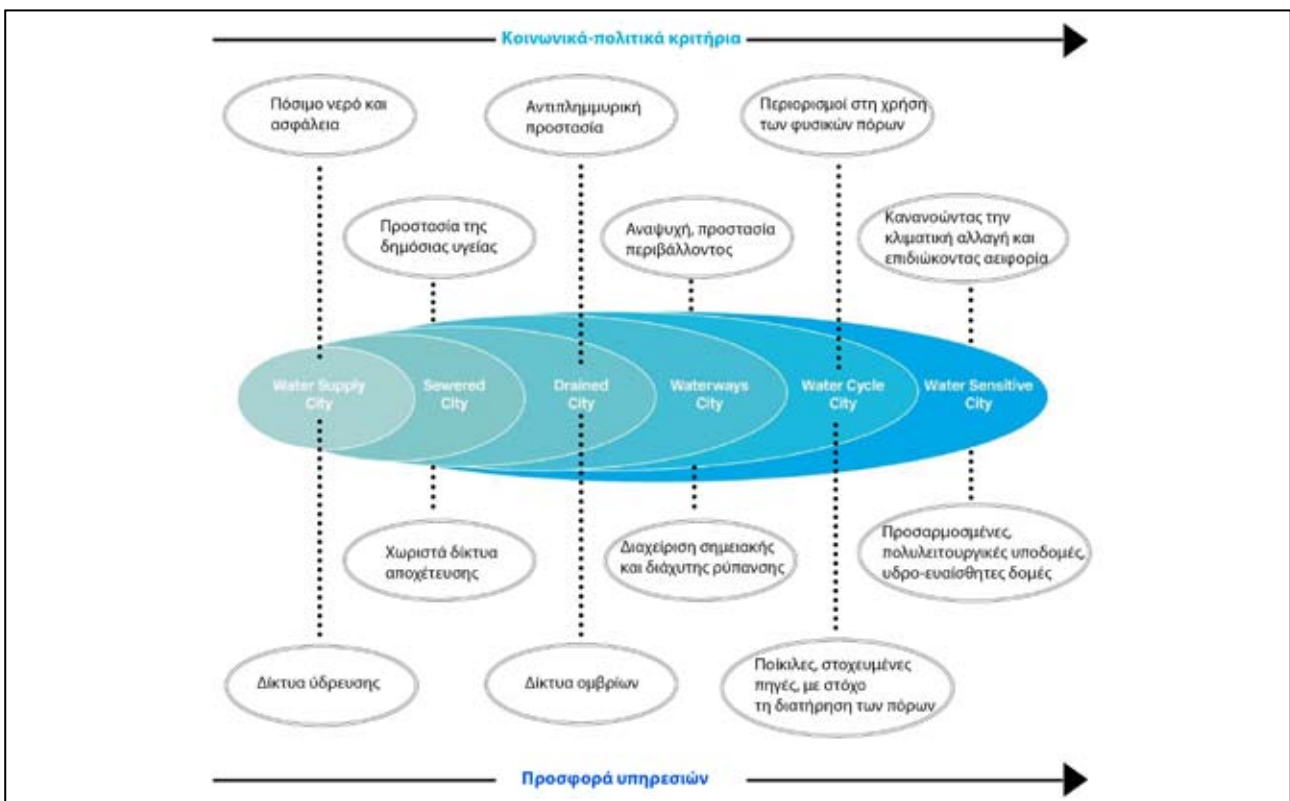 Κοινωνικά-πολιτικά κριτήρια
Πόσιμο νερό και
ασφάλεια
Αντιπλημμυρική
προστασία
Περιορισμοί στη χρήση
των φυσικών πόρων
Προστασία της
δημόσιας υγείας
Αναψυχή, προστασία
περιβάλλοντος
Κανανοώντας την
κλιματική αλλαγή και
επιδιώκοντας αειφορία
Water Supply
City
Sewered
City
Drained
City
Waterways
City
Water Cycle
City
Water Sensitive
City
Χωριστά δίκτυα
αποχέτευσης
Διαχείριση σημειακής
και διάχυτης ρύπανσης
Προσαρμοσμένες,
πολυλειτουργικές υποδομές,
υδρο-ευαίσθητες δομές
Δίκτυα ύδρευσης
Δίκτυα ομβρίων
Ποίκιλες, στοχευμένες
πηγές, με στόχο
τη διατήρηση των πόρων
Προσφορά υπηρεσιών